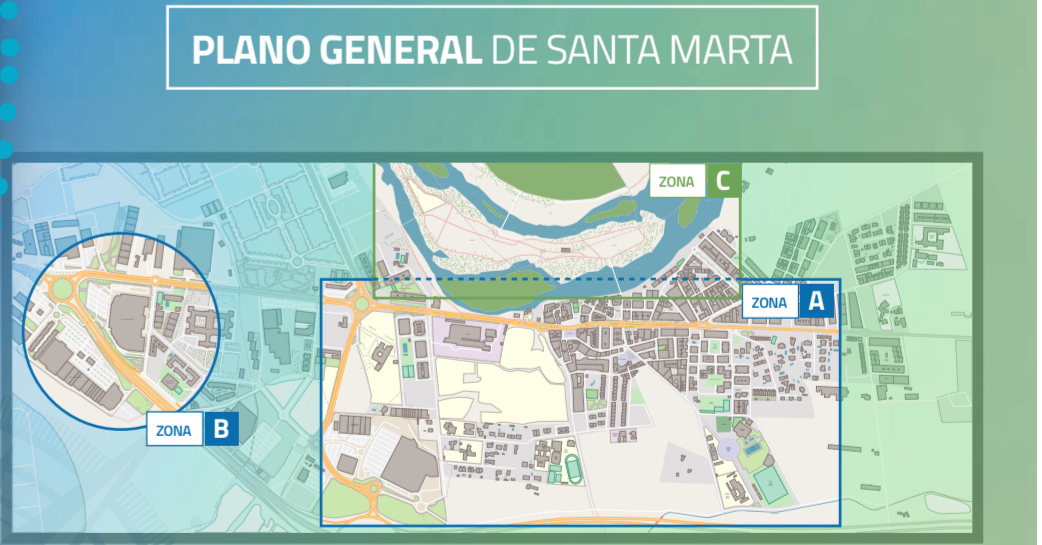 PLANO GENERAL DE SANTA MARTA
ZONA C
ZONA A
ZONA B